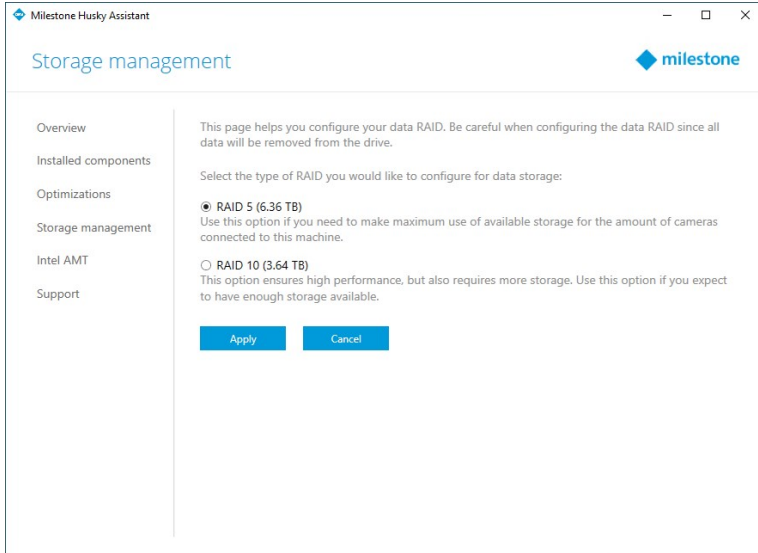 Milestone Husky Assistant
Storage management
milestone
Overview
Installed components
Optimizations
Storage management
Intel AMT
Support
This page helps you configure your data RAID. Be careful when configuring the data RAID since all
data will be removed from the drive.
Select the type of RAID you would like to configure for data storage:
RAID 5 (6.36 TB)
Use this option if you need to make maximum use of available storage for the amount of cameras
connected to this machine.
RAID 10 (3.64 TB)
This option ensures high performance, but also requires more storage. Use this option if you expect
to have enough storage available.
Apply
Cancel